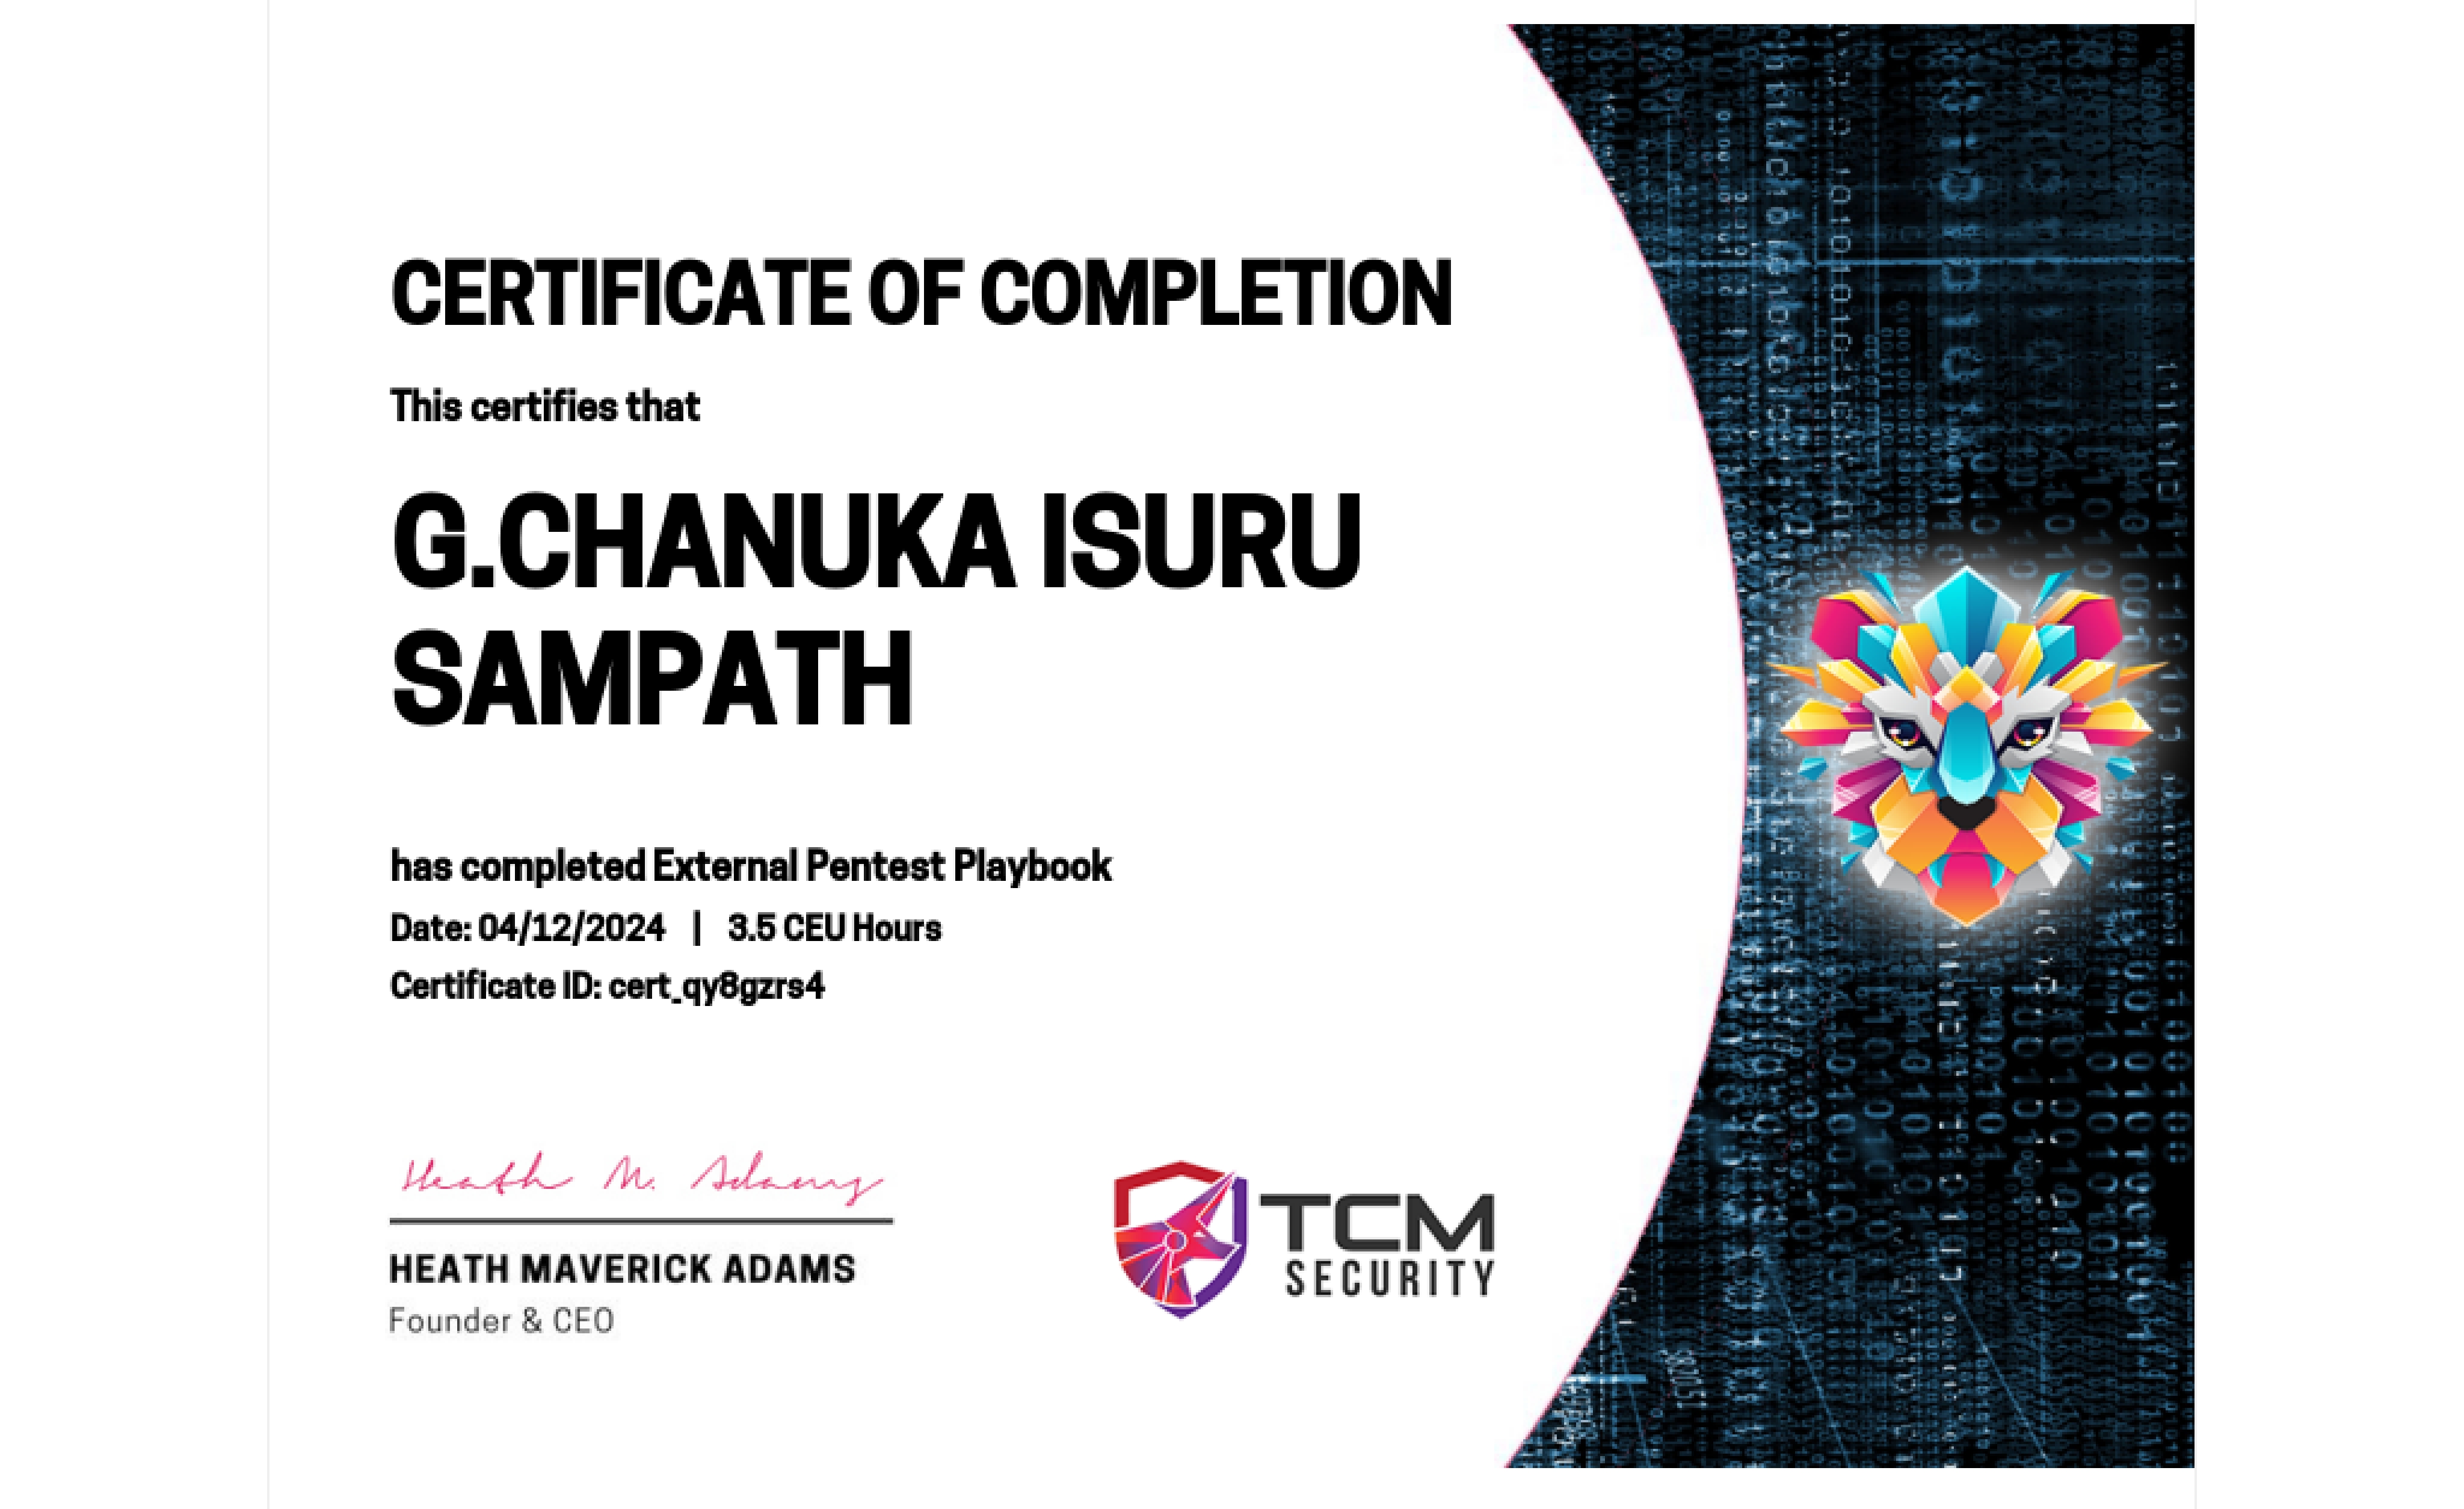 CERTIFICATE OF COMPLETION
This certifies that
G.CHANUKA ISURU
SAMPATH
has completed External Pentest Playbook
Date: 04/12/2024 | 3.5 CEU Hours
Certificate ID: cert_qy8gzrs4
Heath M. Adams
HEATH MAVERICK ADAMS
Founder & CEO
TCM
SECURITY